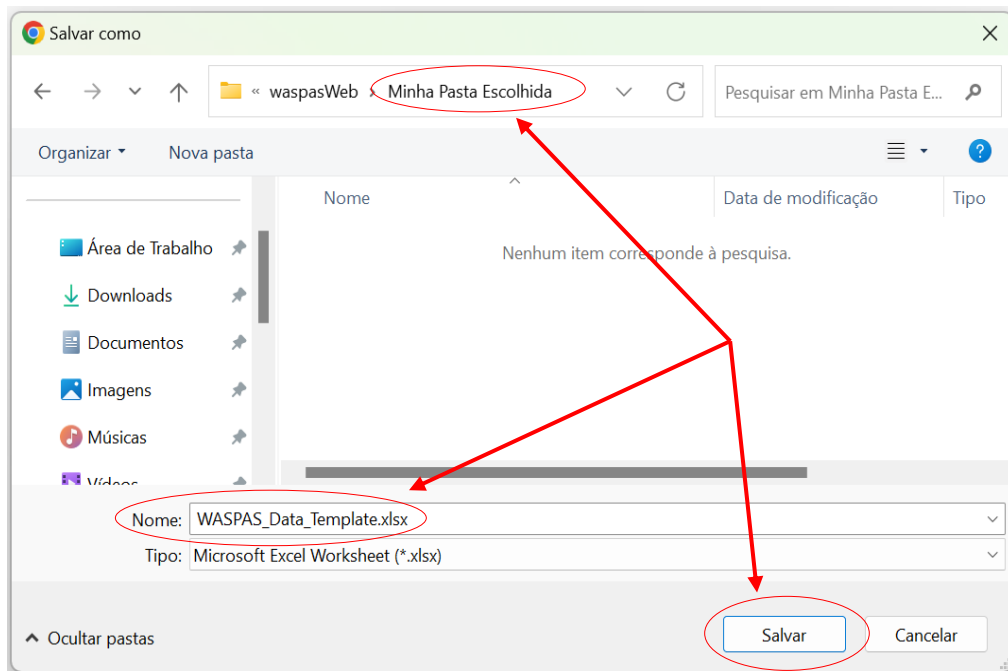 Salvar como
« waspasWeb › Minha Pasta Escolhida
Pesquisar em Minha Pasta E...
Organizar
Nova pasta
Nome
Data de modificação
Tipo
Nenhum item corresponde à pesquisa.
Área de Trabalho
Downloads
Documentos
Imagens
Músicas
Vídeos
Nome: WASPAS_Data_Template.xlsx
Tipo: Microsoft Excel Worksheet (*.xlsx)
Ocultar pastas
Salvar
Cancelar